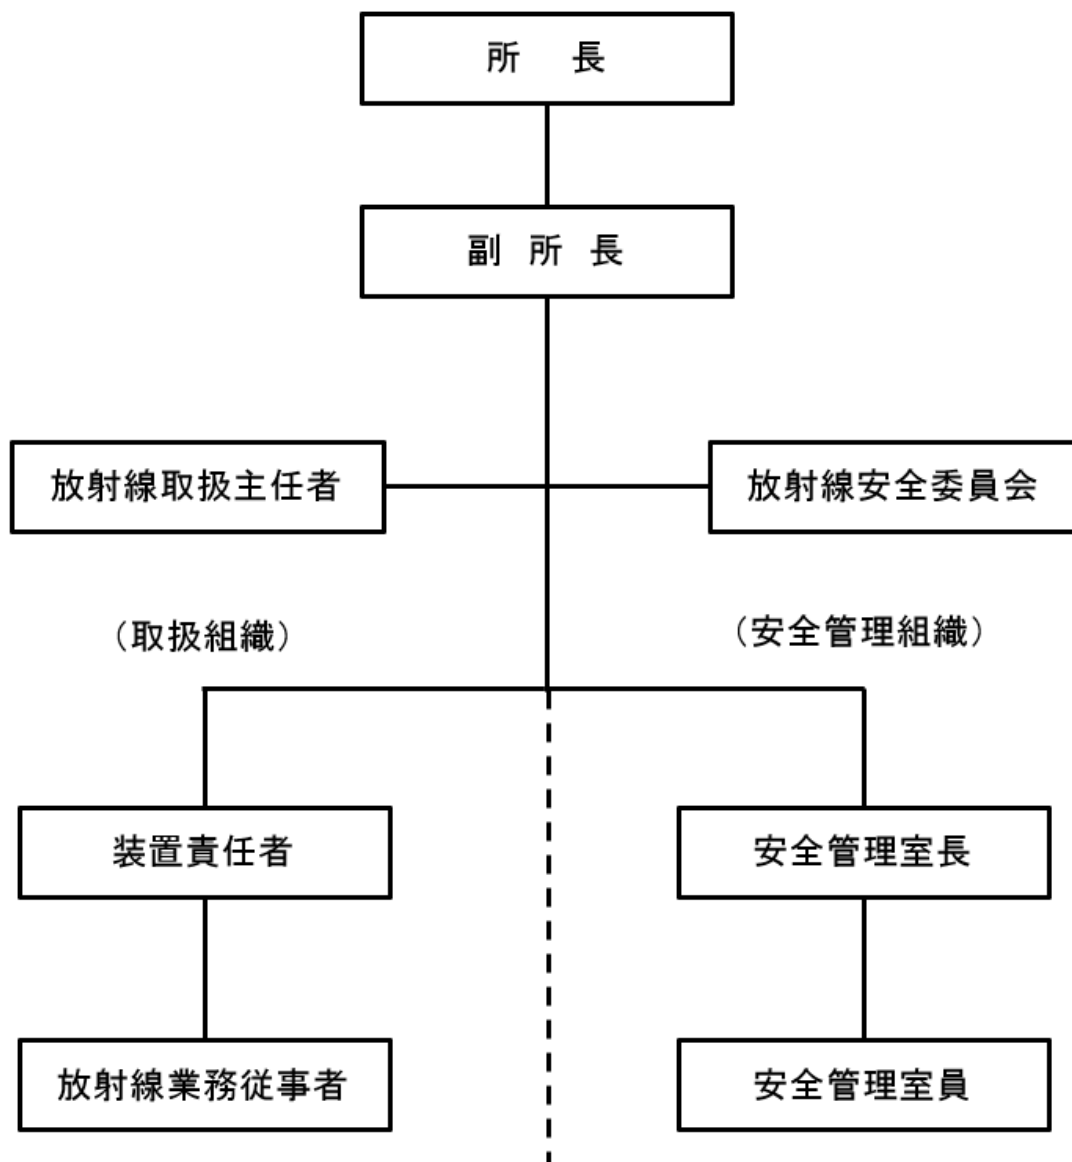 所 長
副 所 長
放射線取扱主任者
放射線安全委員会
（取扱組織）
（安全管理組織）
装置責任者
安全管理室長
放射線業務従事者
安全管理室員